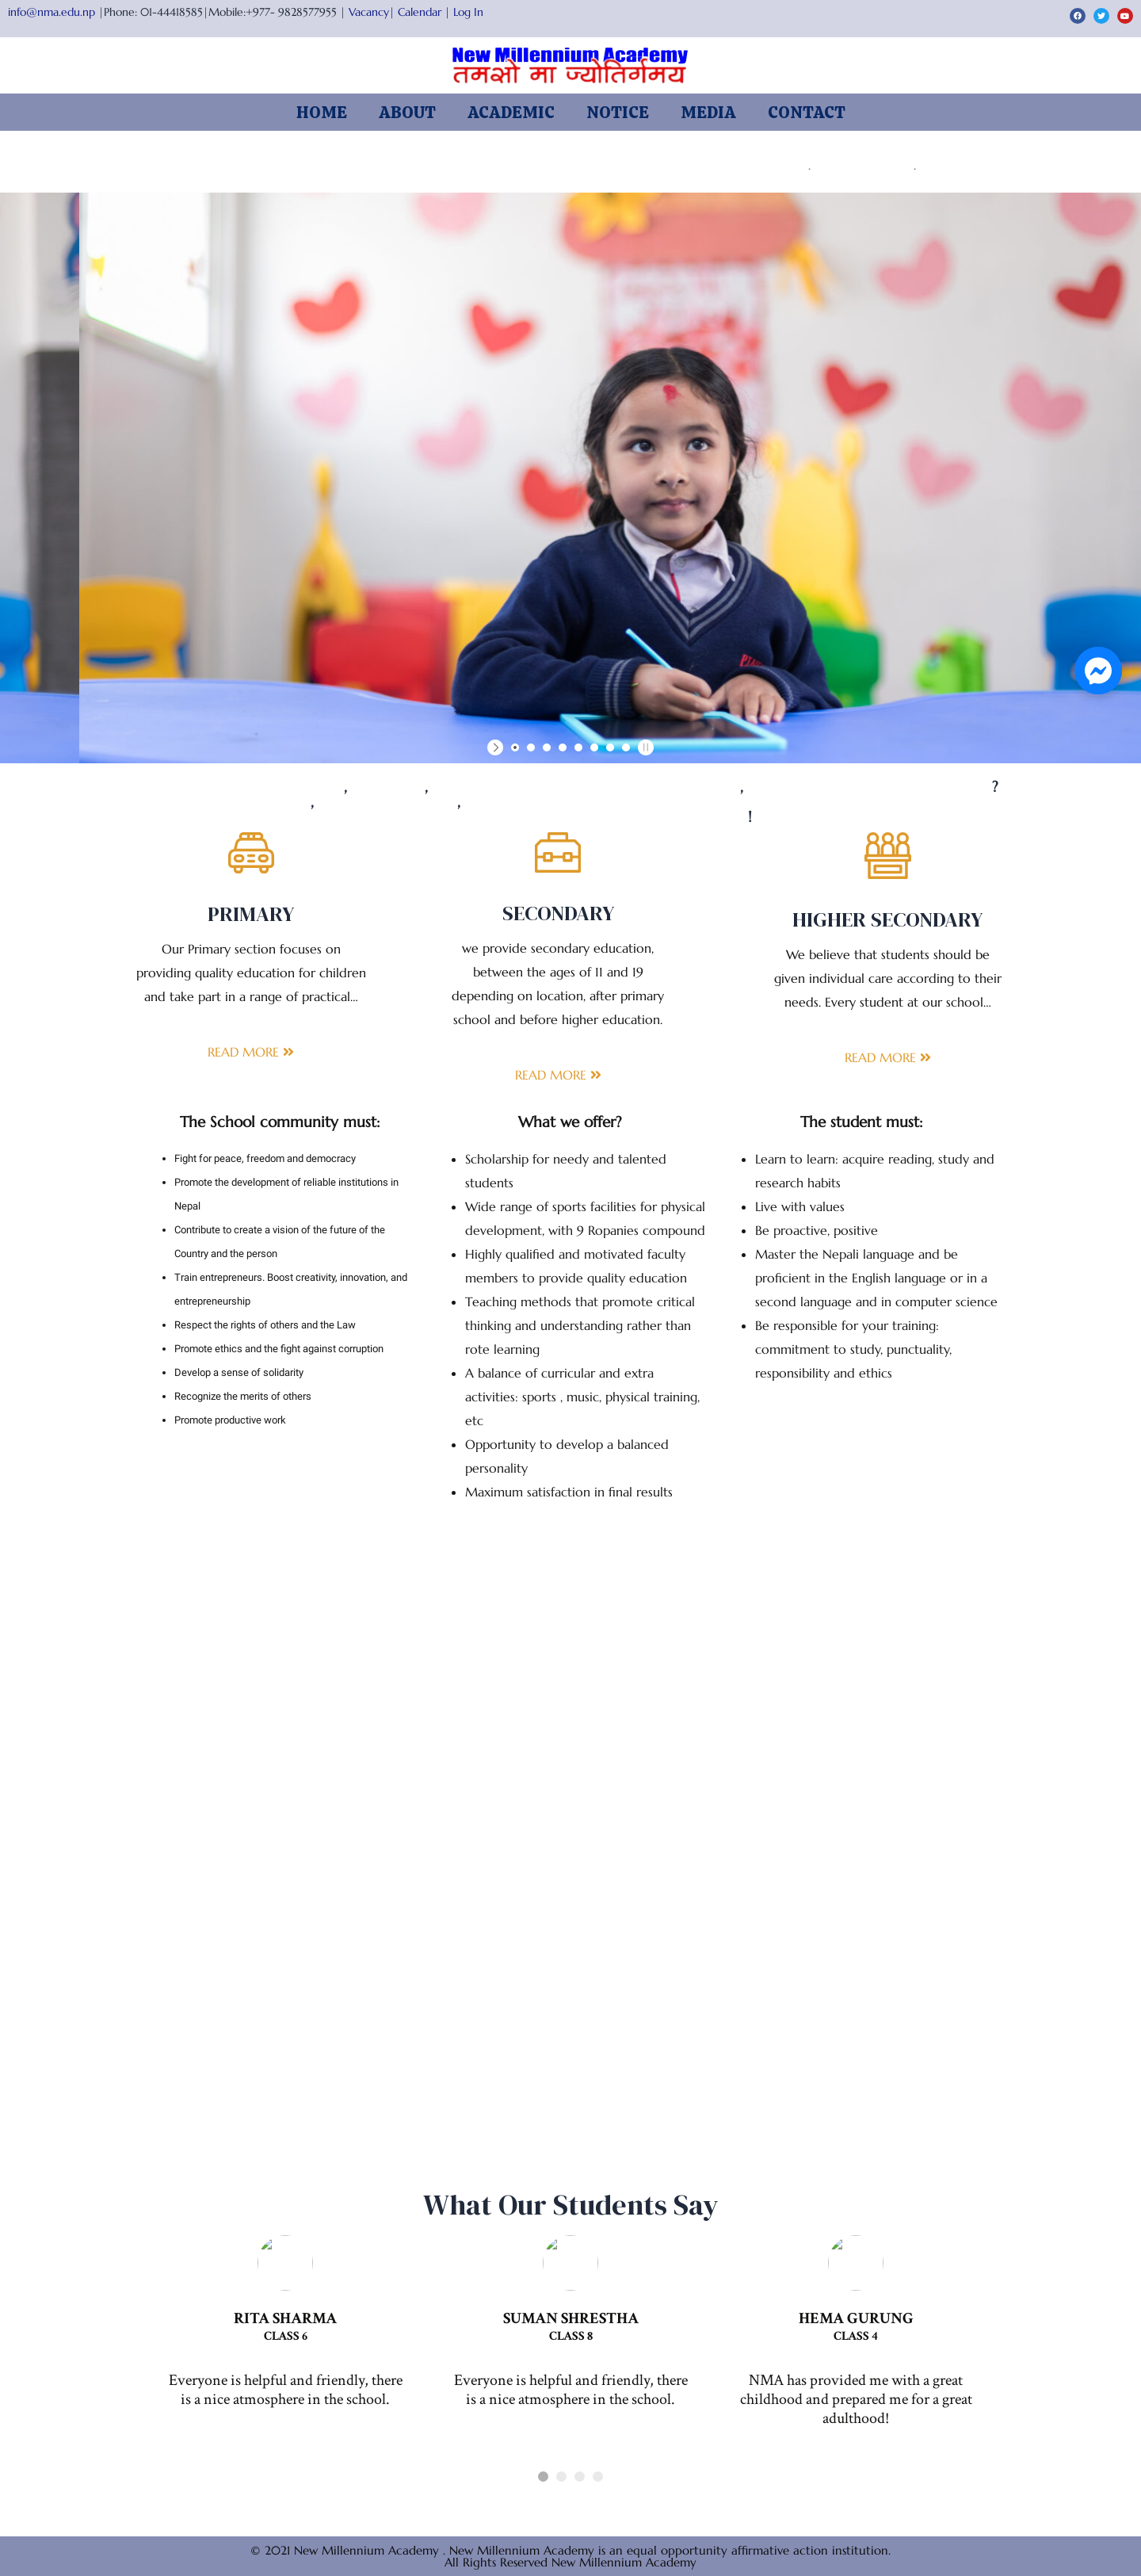 info@nma.edu.np |Phone: 01-44418585|Mobile:+977- 9828577955 | Vacancy| Calendar | Log In
New Millennium Academy
तमसो मा ज्योतिर्गमय
HOME ABOUT ACADEMIC NOTICE MEDIA CONTACT
, , , ?
, ,
!
PRIMARY
Our Primary section focuses on
providing quality education for children
and take part in a range of practical...
READ MORE
SECONDARY
we provide secondary education,
between the ages of 11 and 19
depending on location, after primary
school and before higher education.
READ MORE
HIGHER SECONDARY
We believe that students should be
given individual care according to their
needs. Every student at our school...
READ MORE
The School community must:
• Fight for peace, freedom and democracy
• Promote the development of reliable institutions in
Nepal
• Contribute to create a vision of the future of the
Country and the person
• Train entrepreneurs. Boost creativity, innovation, and
entrepreneurship
• Respect the rights of others and the Law
• Promote ethics and the fight against corruption
• Develop a sense of solidarity
• Recognize the merits of others
• Promote productive work
What we offer?
• Scholarship for needy and talented
students
• Wide range of sports facilities for physical
development, with 9 Ropanies compound
• Highly qualified and motivated faculty
members to provide quality education
• Teaching methods that promote critical
thinking and understanding rather than
rote learning
• A balance of curricular and extra
activities: sports , music, physical training,
etc
• Opportunity to develop a balanced
personality
• Maximum satisfaction in final results
The student must:
• Learn to learn: acquire reading, study and
research habits
• Live with values
• Be proactive, positive
• Master the Nepali language and be
proficient in the English language or in a
second language and in computer science
• Be responsible for your training:
commitment to study, punctuality,
responsibility and ethics
What Our Students Say
RITA SHARMA
CLASS 6
Everyone is helpful and friendly, there
is a nice atmosphere in the school.
SUMAN SHRESTHA
CLASS 8
Everyone is helpful and friendly, there
is a nice atmosphere in the school.
HEMA GURUNG
CLASS 4
NMA has provided me with a great
childhood and prepared me for a great
adulthood!
© 2021 New Millennium Academy . New Millennium Academy is an equal opportunity affirmative action institution.
All Rights Reserved New Millennium Academy